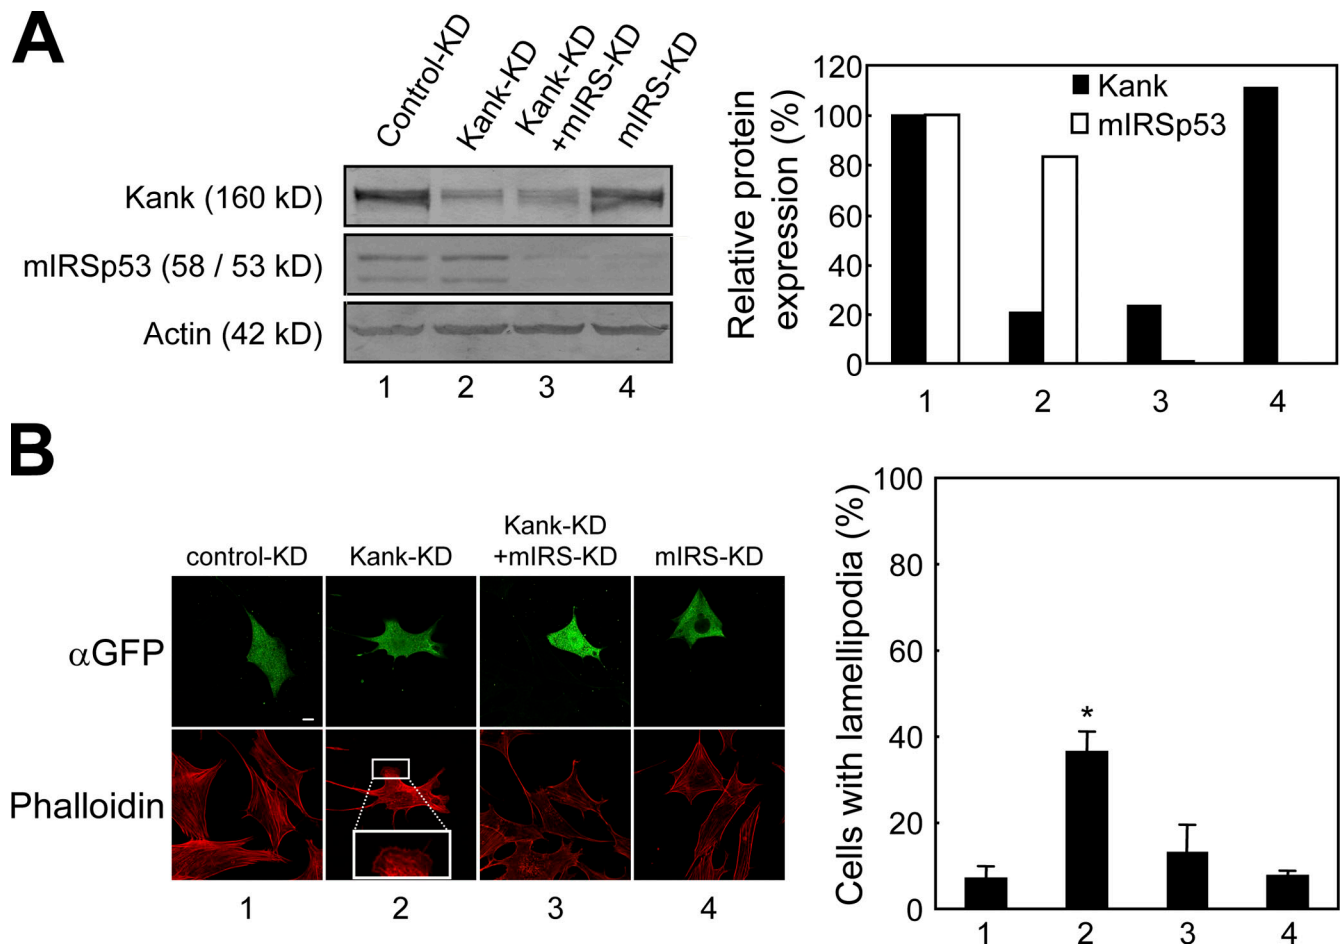 A
Control-KD
Kank-KD
Kank-KD
+mIRS-KD
mIRS-KD
Kank (160 kD)
mIRSp53 (58 / 53 kD)
Actin (42 kD)
1 2 3 4
Relative protein
expression (%)
120
100
80
60
40
20
0
Kank
mIRSp53
1 2 3 4
B
control-KD
Kank-KD
Kank-KD
+mIRS-KD
mIRS-KD
αGFP
Phalloidin
1 2 3 4
Cells with lamellipodia (%)
100
80
60
40
20
0
*
1 2 3 4